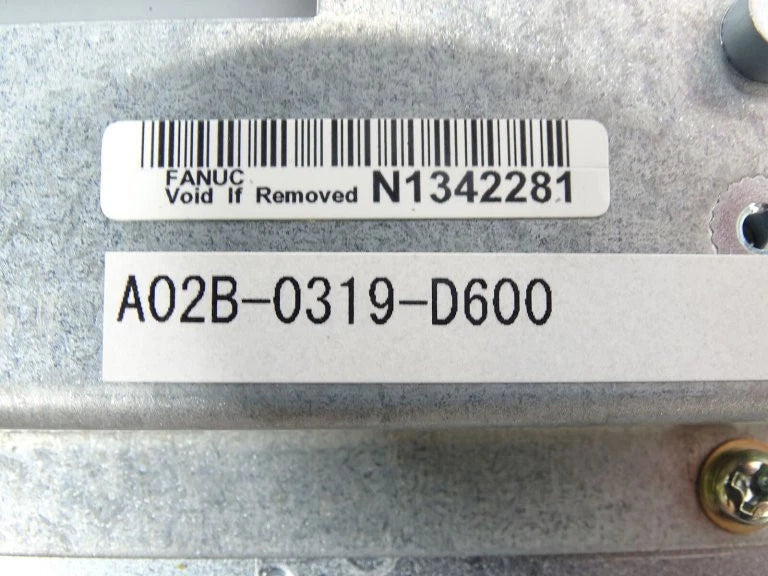 FANUC
Void If Removed N1342281
A02B-0319-D600